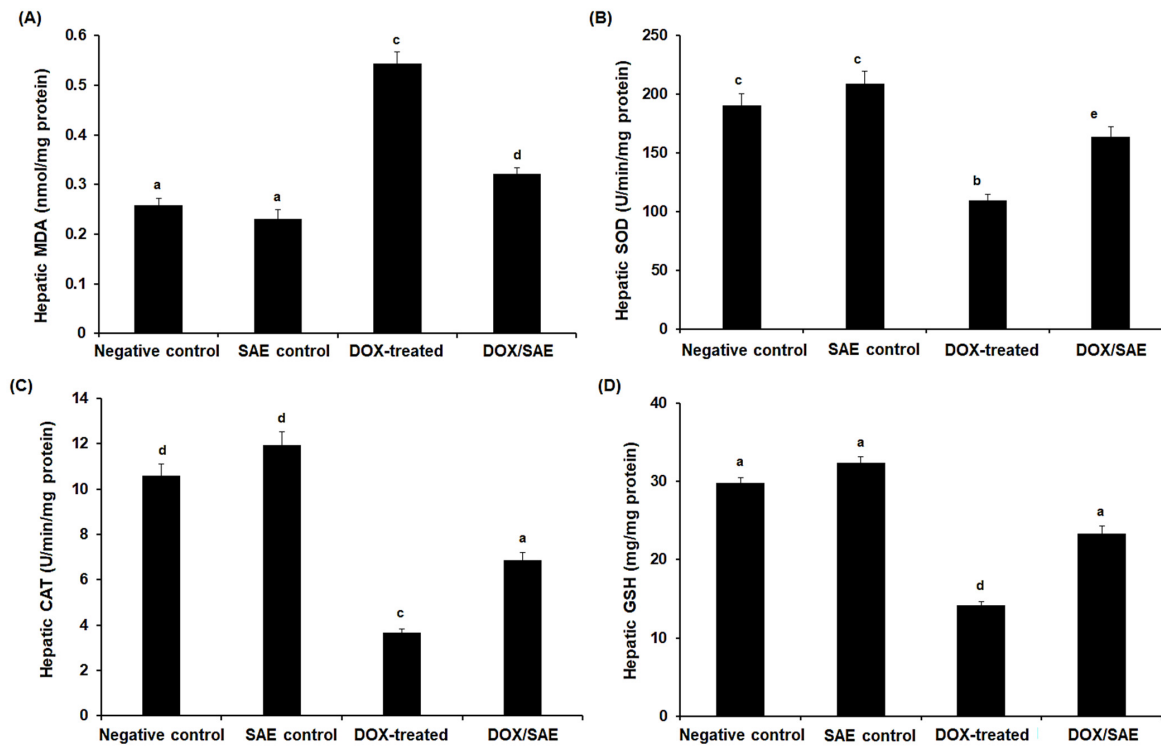 (A)
Hepatic MDA (nmol/mg protein)
0.6
0.5
0.4
0.3
0.2
0.1
0
a
a
c
d
Negative control
SAE control
DOX-treated
DOX/SAE
(B)
Hepatic SOD (U/min/mg protein)
250
200
150
100
50
0
c
c
b
e
Negative control
SAE control
DOX-treated
DOX/SAE
(C)
Hepatic CAT (U/min/mg protein)
14
12
10
8
6
4
2
0
d
d
c
a
Negative control
SAE control
DOX-treated
DOX/SAE
(D)
Hepatic GSH (mg/mg protein)
40
30
20
10
0
a
a
d
a
Negative control
SAE control
DOX-treated
DOX/SAE